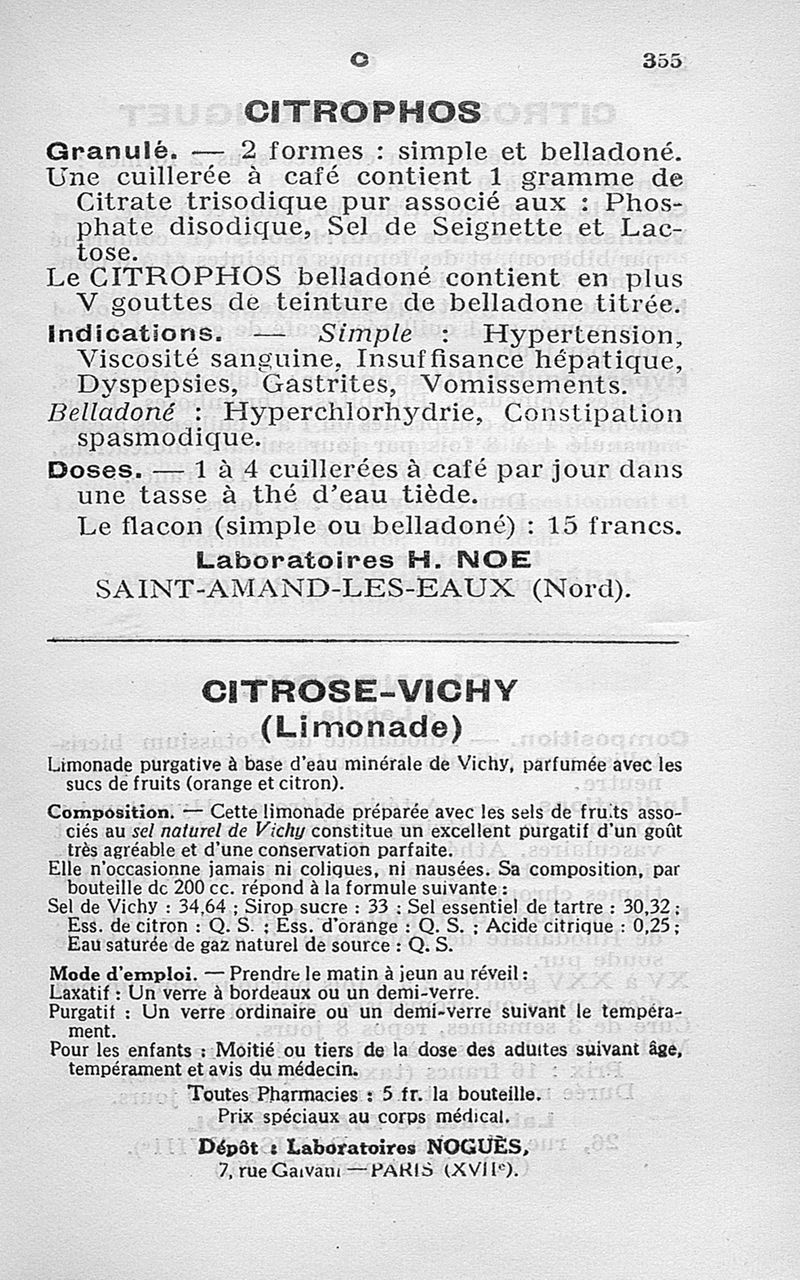 C 355
CITROPHOS
Granulé. — 2 formes : simple et belladoné.
Une cuillerée à café contient 1 gramme de
Citrate trisodique pur associé aux : Phos-
phate disodique, Sel de Seignette et Lac-
tose.
Le CITROPHOS belladoné contient en plus
V gouttes de teinture de belladone titrée.
Indications. — Simple : Hypertension,
Viscosité sanguine, Insuffisance hépatique,
Dyspepsies, Gastrites, Vomissements.
Belladoné : Hyperchlorhydrie, Constipation
spasmodique.
Doses. — 1 à 4 cuillerées à café par jour dans
une tasse à thé d'eau tiède.
Le flacon (simple ou belladoné) : 15 francs.
Laboratoires H. NOE
SAINT-AMAND-LES-EAUX (Nord).
CITROSE-VICHY
(Limonade)
Limonade purgative à base d'eau minérale de Vichy, parfumée avec les
sucs de fruits (orange et citron).
Composition. — Cette limonade préparée avec les sels de fruits asso-
ciés au sel naturel de Vichy constitue un excellent purgatif d'un goût
très agréable et d'une conservation parfaite.
Elle n'occasionne jamais ni coliques, ni nausées. Sa composition, par
bouteille de 200 cc. répond à la formule suivante :
Sel de Vichy : 34,64 ; Sirop sucre : 33 ; Sel essentiel de tartre : 30,32 ;
Ess. de citron : Q. S. ; Ess. d'orange : Q. S. ; Acide citrique : 0,25 ;
Eau saturée de gaz naturel de source : Q. S.
Mode d'emploi. — Prendre le matin à jeun au réveil :
Laxatif : Un verre à bordeaux ou un demi-verre.
Purgatif : Un verre ordinaire ou un demi-verre suivant le tempéra-
ment.
Pour les enfants : Moitié ou tiers de la dose des adultes suivant âge,
tempérament et avis du médecin.
Toutes Pharmacies : 5 fr. la bouteille.
Prix spéciaux au corps médical.
Dépôt : Laboratoires NOGUÈS,
7, rue Galvani — PARIS (XVIIe).